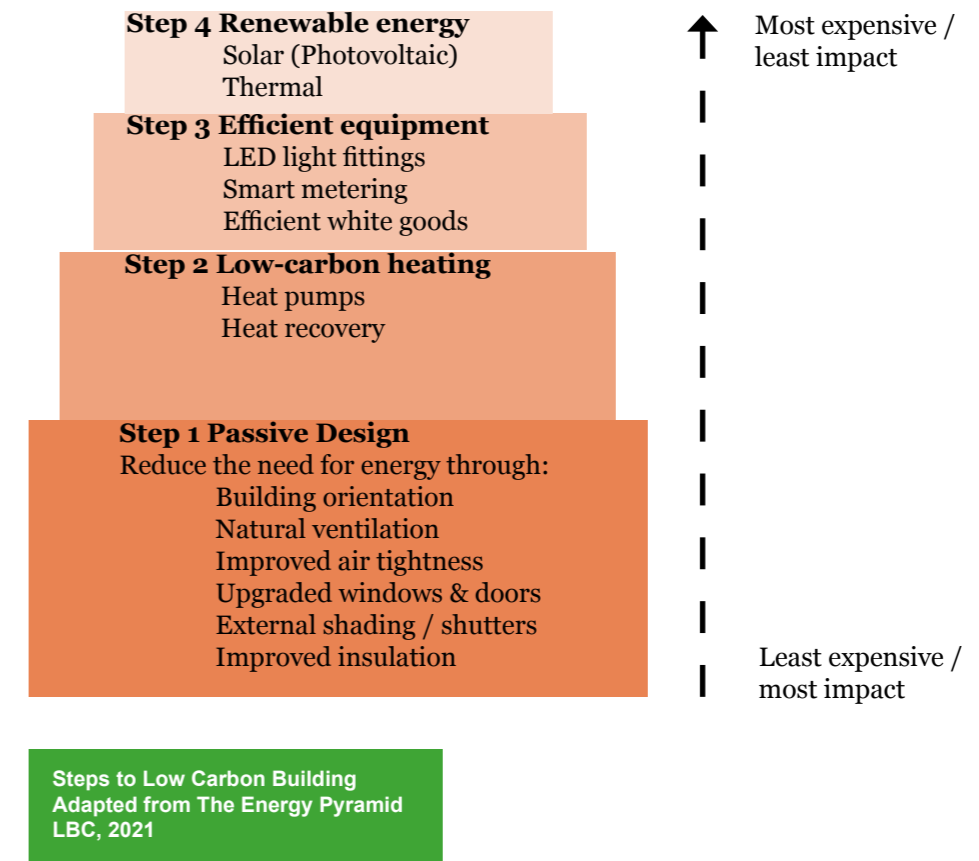 Step 4 Renewable energy
Solar (Photovoltaic)
Thermal
Step 3 Efficient equipment
LED light fittings
Smart metering
Efficient white goods
Step 2 Low-carbon heating
Heat pumps
Heat recovery
Step 1 Passive Design
Reduce the need for energy through:
Building orientation
Natural ventilation
Improved air tightness
Upgraded windows & doors
External shading / shutters
Improved insulation
Most expensive /
least impact
Least expensive /
most impact
Steps to Low Carbon Building
Adapted from The Energy Pyramid
LBC, 2021